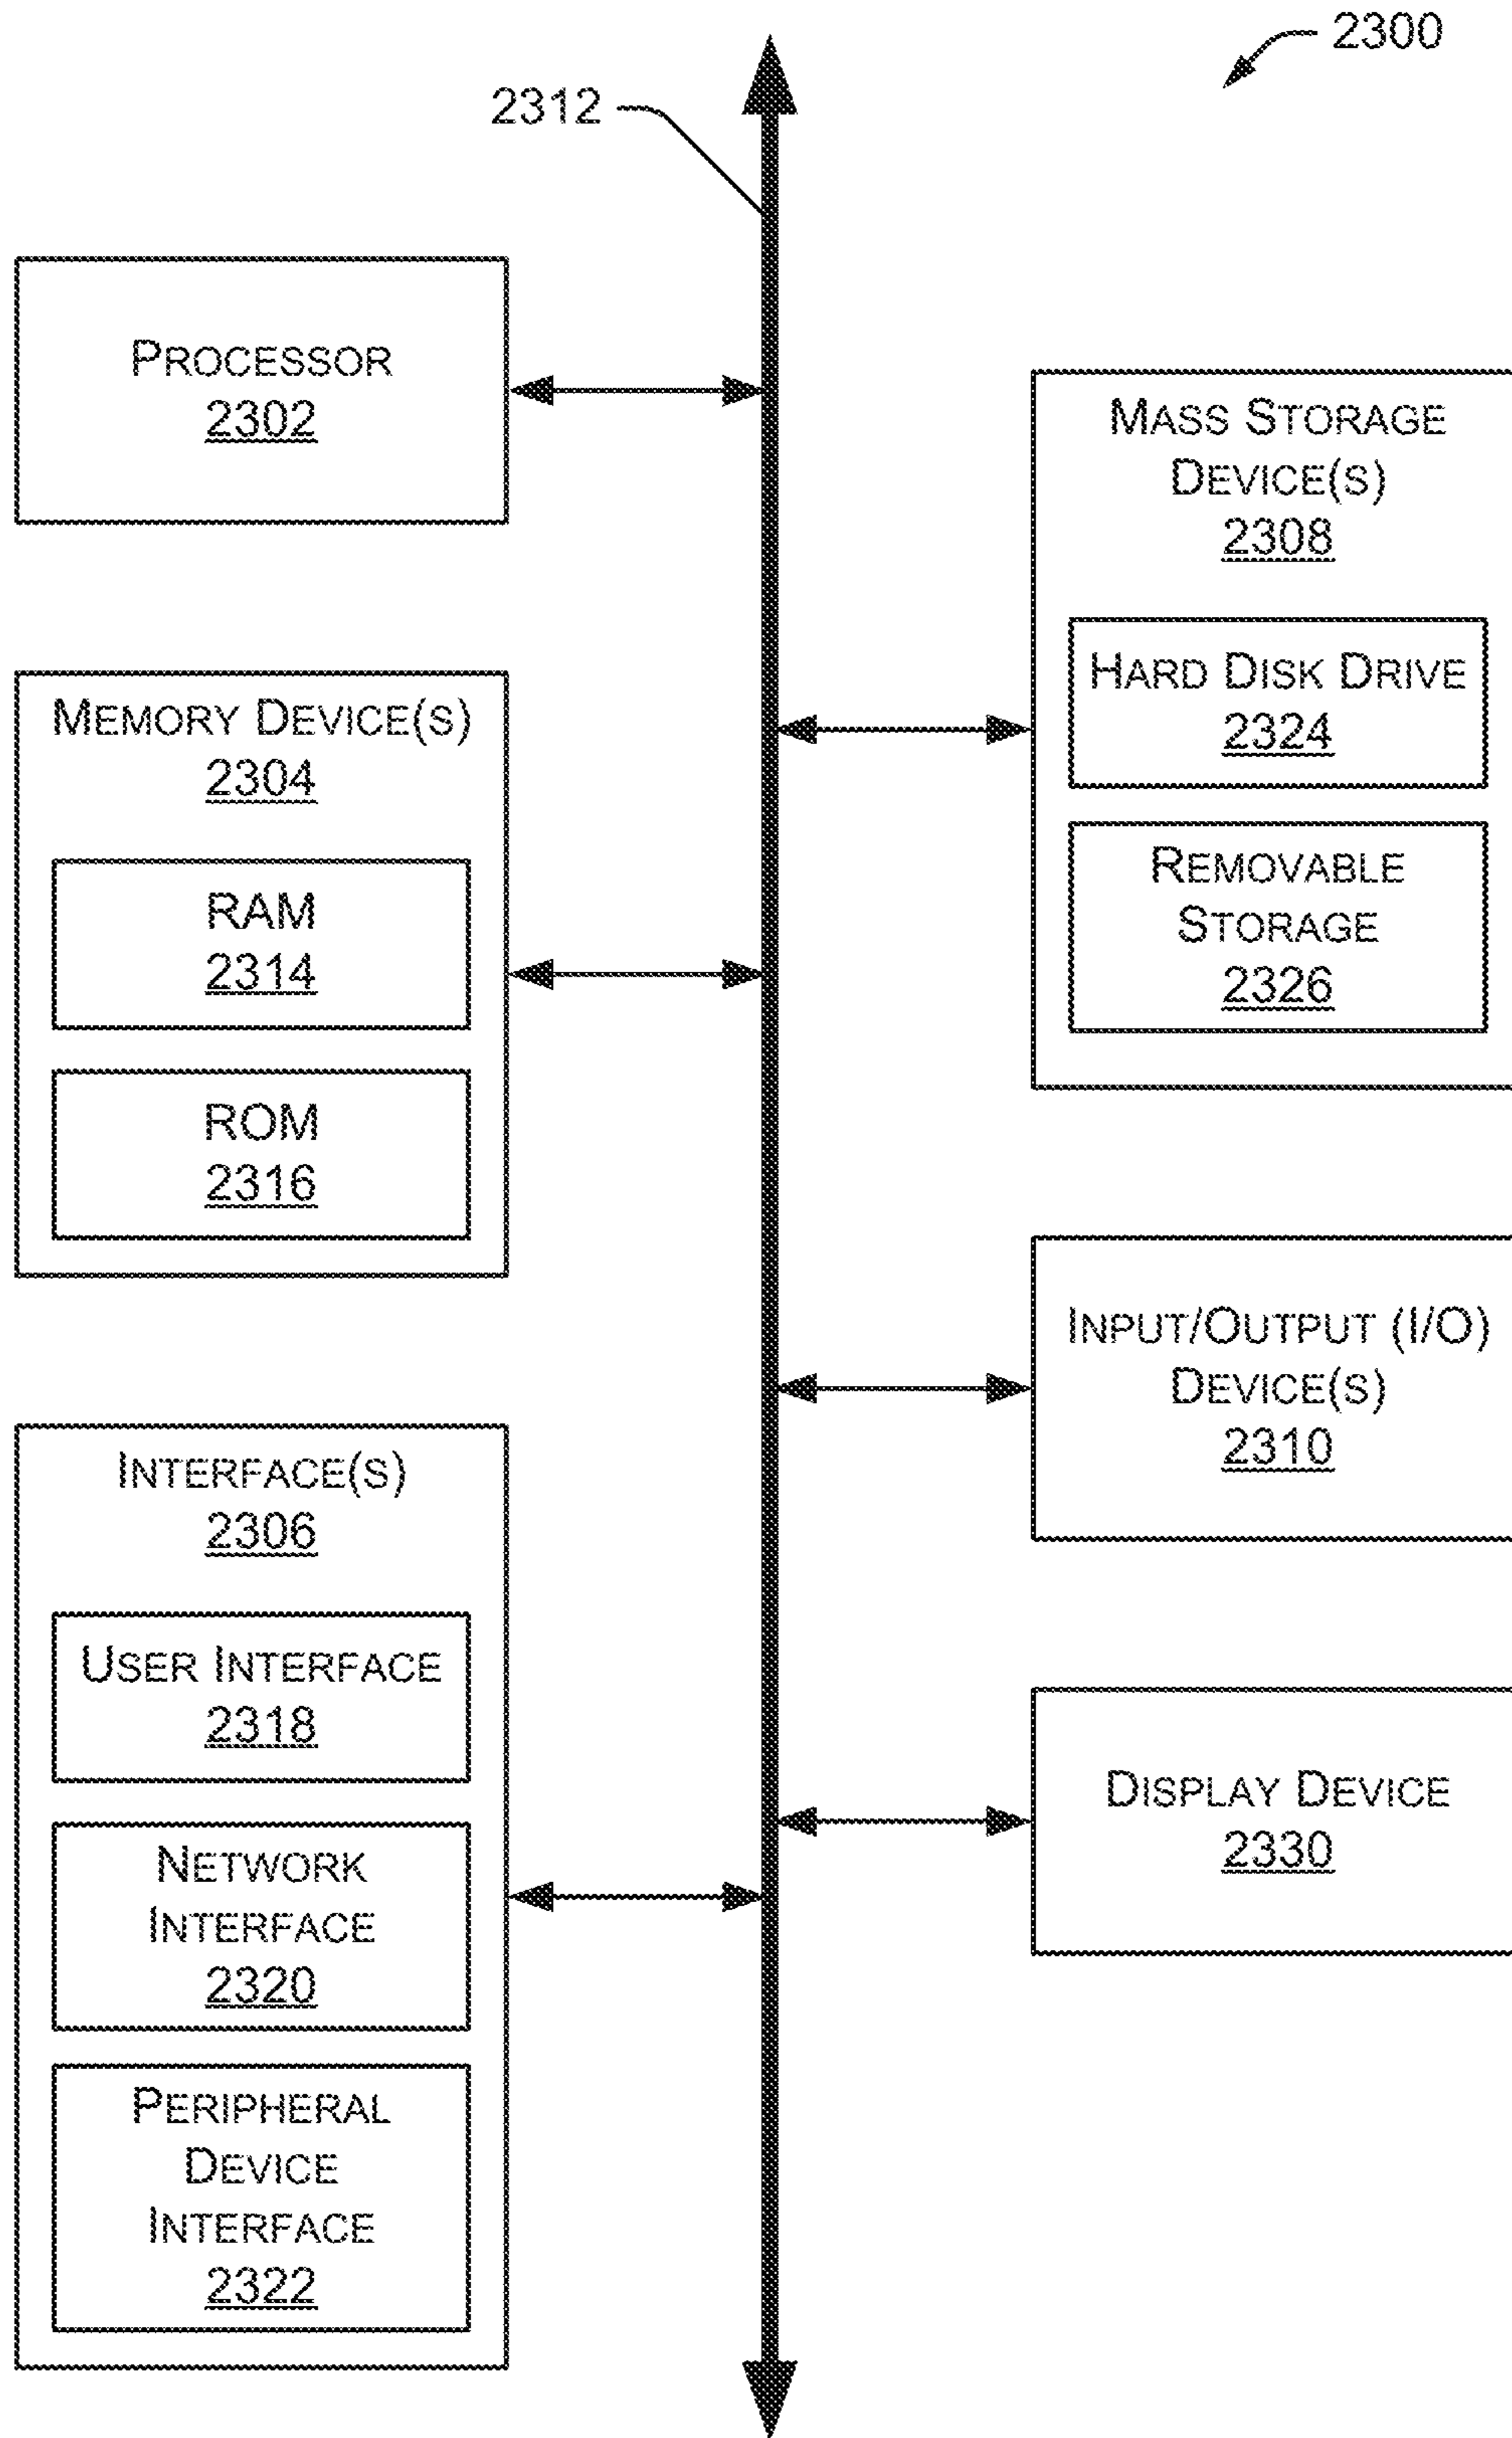 2300
2312
PROCESSOR
2302
MEMORY DEVICE(S)
2304
RAM
2314
ROM
2316
INTERFACE(S)
2306
USER INTERFACE
2318
NETWORK
INTERFACE
2320
PERIPHERAL
DEVICE
INTERFACE
2322
MASS STORAGE
DEVICE(S)
2308
HARD DISK DRIVE
2324
REMOVABLE
STORAGE
2326
INPUT/OUTPUT (I/O)
DEVICE(S)
2310
DISPLAY DEVICE
2330